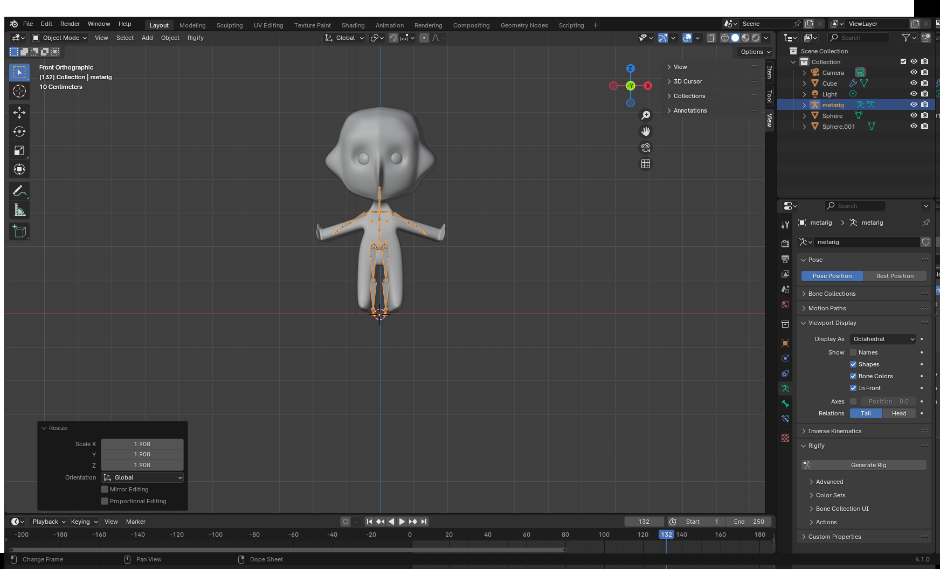 File Edit Render Window Help Layout Modeling Sculpting UV Editing Texture Paint Shading Animation Rendering Compositing Geometry Nodes Scripting + Scene ViewLayer
Object Mode View Select Add Object Rigify Global Search
Options
Front Orthographic
(132) Collection | metarig
10 Centimeters
Z
X
Y
View
3D Cursor
Collections
Annotations
Item
Tool
View
Scene Collection
Collection
Camera
Cube
Light
metarig
Sphere
Sphere.001
Search
metarig > metarig
metarig
Pose
Pose Position Rest Position
Bone Collections
Motion Paths
Viewport Display
Display As Octahedral
Show Names
Shapes
Bone Colors
In Front
Axes Position 0.0
Relations Tail Head
Inverse Kinematics
Rigify
Generate Rig
Advanced
Color Sets
Bone Collection UI
Actions
Custom Properties
Resize
Scale X 1.908
Y 1.908
Z 1.908
Orientation Global
Mirror Editing
Proportional Editing
Playback Keying View Marker 132 Start 1 End 250
-200 -180 -160 -140 -120 -100 -80 -60 -40 -20 0 20 40 60 80 100 120 132 140 160 180
Change Frame Pan View Dope Sheet 4.1.0